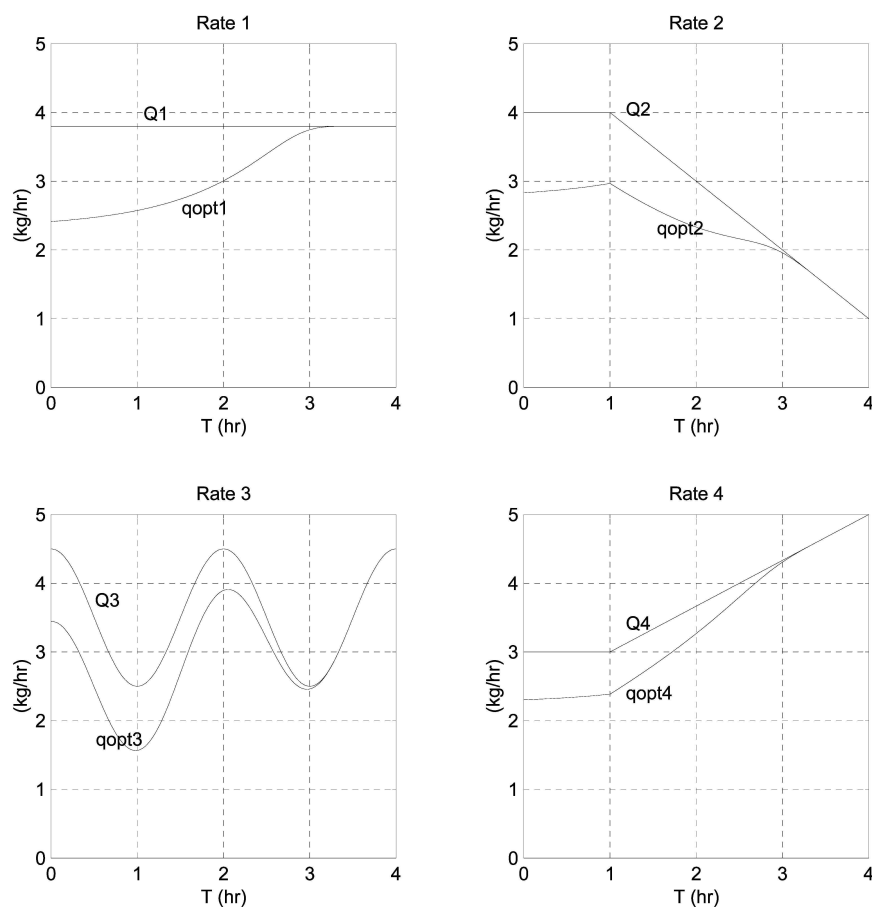 Rate 1
5
4
3
2
1
0
(kg/hr)
Q1
qopt1
0 1 2 3 4
T (hr)
Rate 2
5
4
3
2
1
0
(kg/hr)
Q2
qopt2
0 1 2 3 4
T (hr)
Rate 3
5
4
3
2
1
0
(kg/hr)
Q3
qopt3
0 1 2 3 4
T (hr)
Rate 4
5
4
3
2
1
0
(kg/hr)
Q4
qopt4
0 1 2 3 4
T (hr)